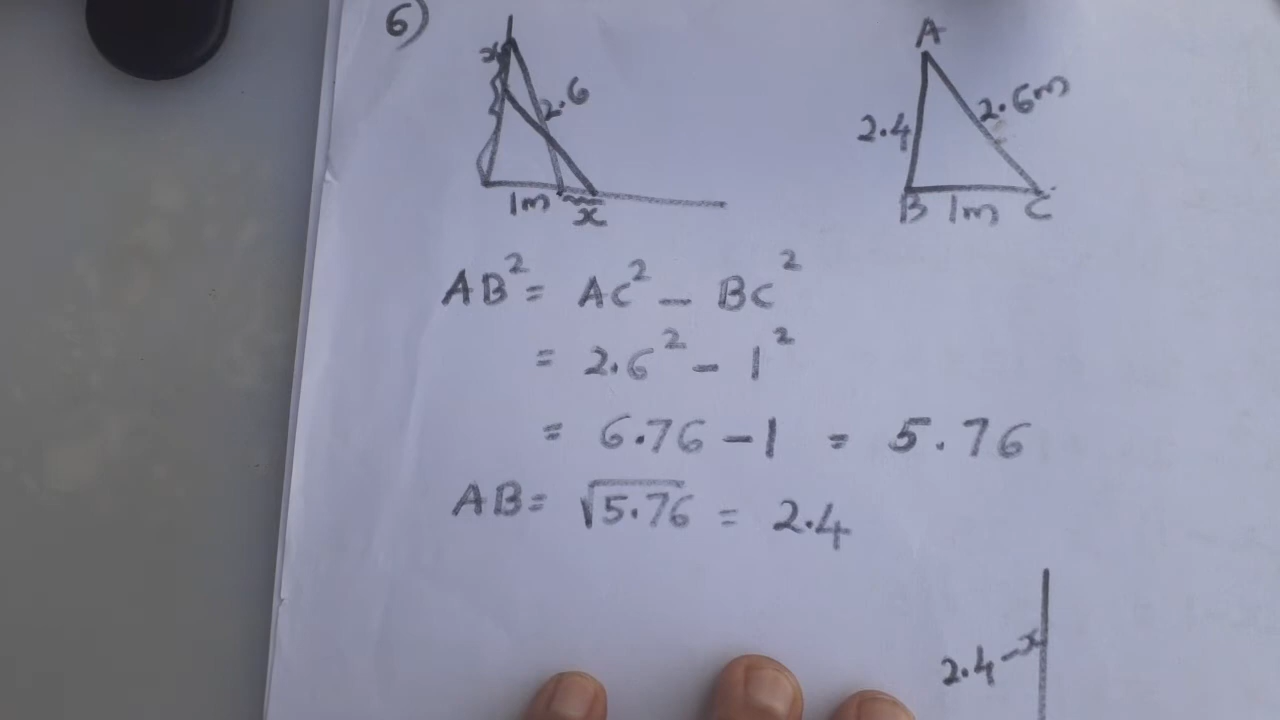 6)
x
2.6
1m x
A
2.4 2.6m
B 1m C
AB² = AC² - BC²
= 2.6² - 1²
= 6.76 - 1 = 5.76
AB = √5.76 = 2.4
2.4 - x